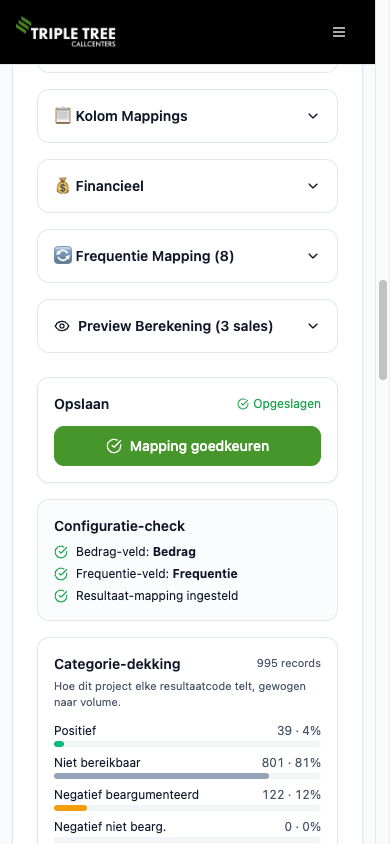 TRIPLE TREE
CALLCENTERS
Kolom Mappings
Financieel
Frequentie Mapping (8)
Preview Berekening (3 sales)
Opslaan
Opgeslagen
Mapping goedkeuren
Configuratie-check
Bedrag-veld: Bedrag
Frequentie-veld: Frequentie
Resultaat-mapping ingesteld
Categorie-dekking
995 records
Hoe dit project elke resultaatcode telt, gewogen
naar volume.
Positief
39 · 4%
Niet bereikbaar
801 · 81%
Negatief beargumenteerd
122 · 12%
Negatief niet bearg.
0 · 0%